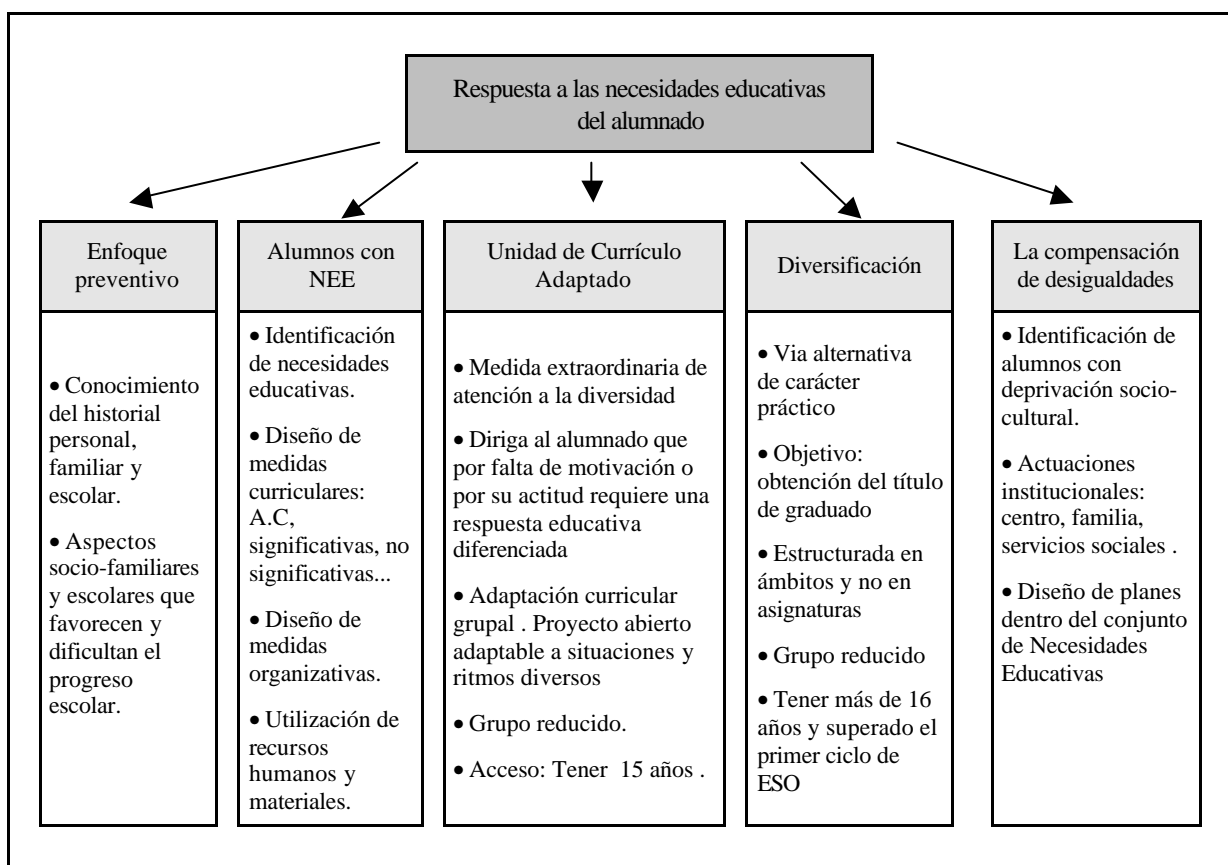 Respuesta a las necesidades educativas
del alumnado
Enfoque
preventivo
• Conocimiento
del historial
personal,
familiar y
escolar.
• Aspectos
socio-familiares
y escolares que
favorecen y
dificultan el
progreso
escolar.
Alumnos con
NEE
• Identificación
de necesidades
educativas.
• Diseño de
medidas
curriculares:
A.C,
significativas, no
significativas...
• Diseño de
medidas
organizativas.
• Utilización de
recursos
humanos y
materiales.
Unidad de Currículo
Adaptado
• Medida extraordinaria de
atención a la diversidad
• Diriga al alumnado que
por falta de motivación o
por su actitud requiere una
respuesta educativa
diferenciada
• Adaptación curricular
grupal . Proyecto abierto
adaptable a situaciones y
ritmos diversos
• Grupo reducido.
• Acceso: Tener 15 años .
Diversificación
• Via alternativa
de carácter
práctico
• Objetivo:
obtención del título
de graduado
• Estructurada en
ámbitos y no en
asignaturas
• Grupo reducido
• Tener más de 16
años y superado el
primer ciclo de
ESO
La compensación
de desigualdades
• Identificación de
alumnos con
deprivación socio-
cultural.
• Actuaciones
institucionales:
centro, familia,
servicios sociales .
• Diseño de planes
dentro del conjunto
de Necesidades
Educativas